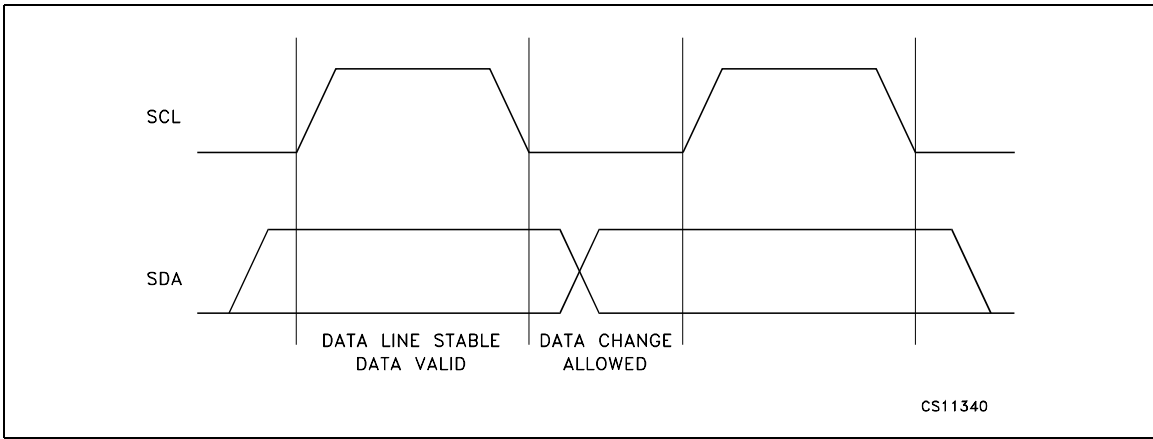 SCL
SDA
DATA LINE STABLE
DATA VALID
DATA CHANGE
ALLOWED
CS11340